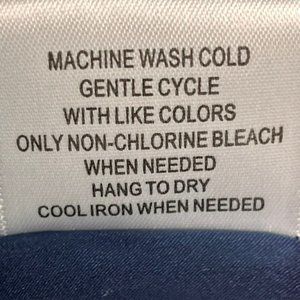 MACHINE WASH COLD
GENTLE CYCLE
WITH LIKE COLORS
ONLY NON-CHLORINE BLEACH
WHEN NEEDED
HANG TO DRY
COOL IRON WHEN NEEDED